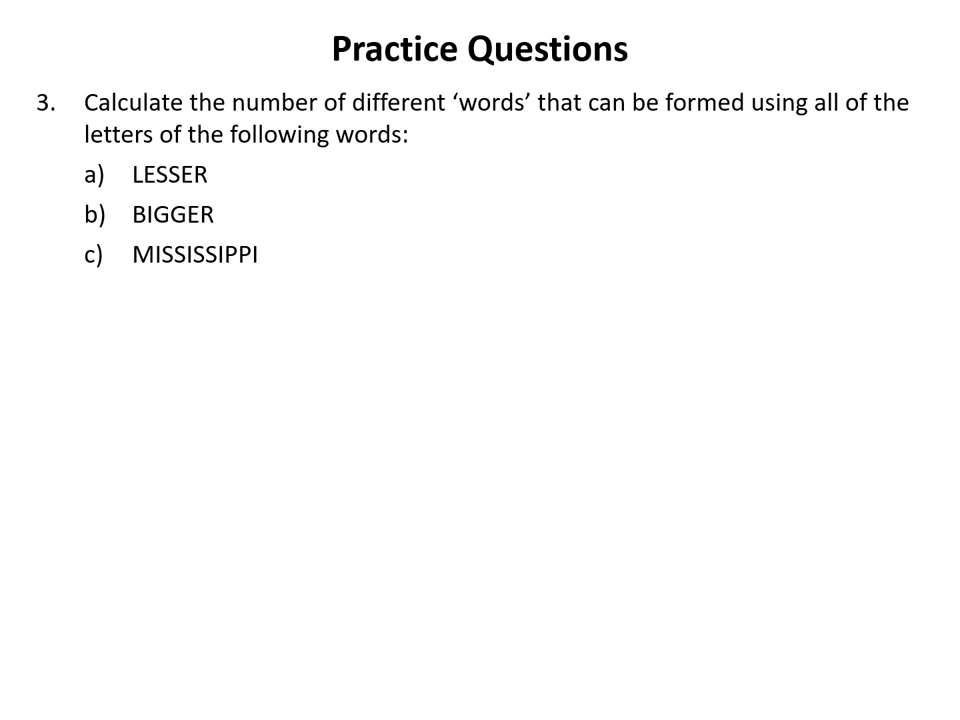 Practice Questions
3. Calculate the number of different ‘words’ that can be formed using all of the
letters of the following words:
a) LESSER
b) BIGGER
c) MISSISSIPPI